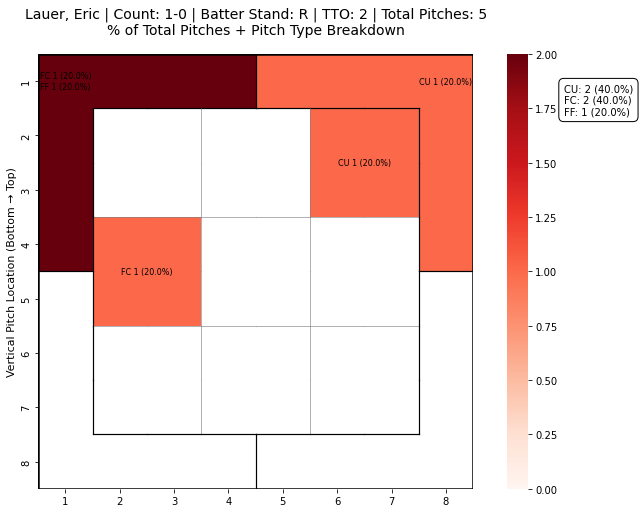 Lauer, Eric | Count: 1-0 | Batter Stand: R | TTO: 2 | Total Pitches: 5
% of Total Pitches + Pitch Type Breakdown
FC 1 (20.0%)
FF 1 (20.0%)
CU 1 (20.0%)
CU 1 (20.0%)
FC 1 (20.0%)
Vertical Pitch Location (Bottom → Top)
1
2
3
4
5
6
7
8
1
2
3
4
5
6
7
8
2.00
1.75
1.50
1.25
1.00
0.75
0.50
0.25
0.00
CU: 2 (40.0%)
FC: 2 (40.0%)
FF: 1 (20.0%)